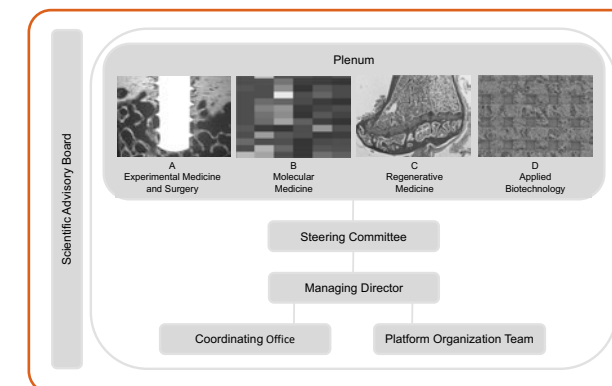 Scientific Advisory Board
Plenum
A
Experimental Medicine
and Surgery
B
Molecular
Medicine
C
Regenerative
Medicine
D
Applied
Biotechnology
Steering Committee
Managing Director
Coordinating Office
Platform Organization Team